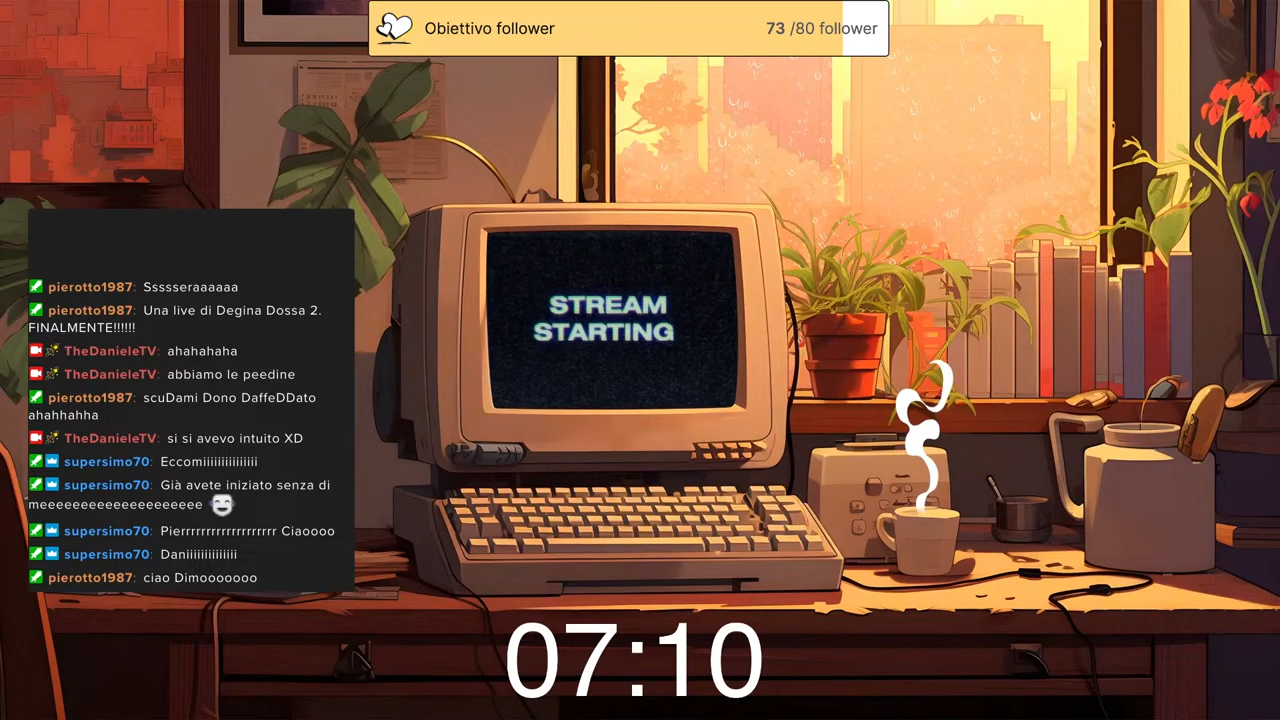 Obiettivo follower
73 /80 follower
STREAM
STARTING
pierotto1987: Sssssseraaaaaa
pierotto1987: Una live di Degina Dossa 2.
FINALMENTE!!!!!!
TheDanieleTV: ahahahaha
TheDanieleTV: abbiamo le peedine
pierotto1987: scuDami Dono DaffeDDato
ahahhahha
TheDanieleTV: si si avevo intuito XD
supersimo70: Eccomiiiiiiiiiiiiiii
supersimo70: Già avete iniziato senza di
meeeeeeeeeeeeeeeeeeee
supersimo70: Pierrrrrrrrrrrrrrrrrr Ciaoooo
supersimo70: Daniiiiiiiiiiiiii
pierotto1987: ciao Dimooooooo
07:10